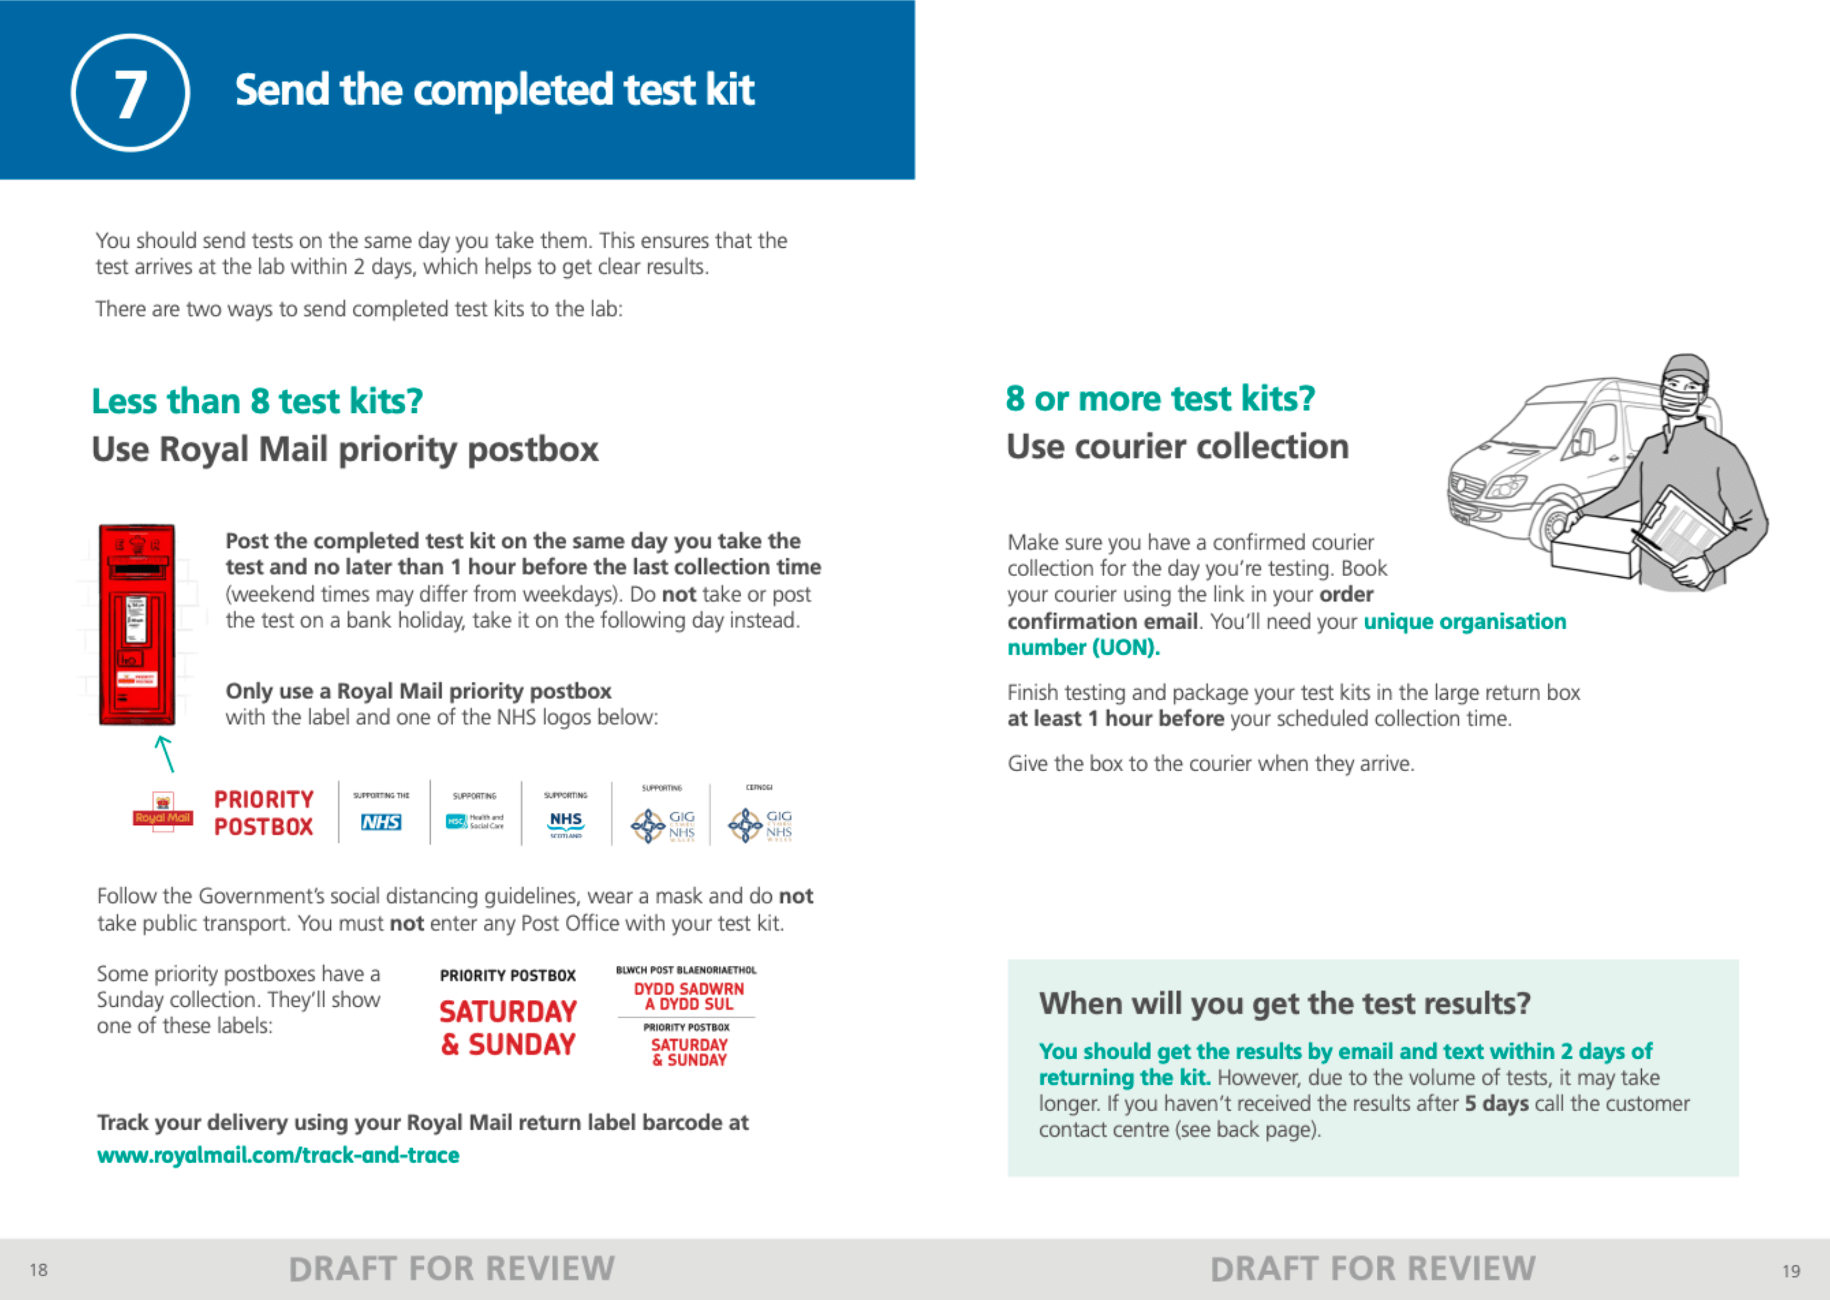 7
Send the completed test kit
You should send tests on the same day you take them. This ensures that the
test arrives at the lab within 2 days, which helps to get clear results.
There are two ways to send completed test kits to the lab:
Less than 8 test kits?
Use Royal Mail priority postbox
E R
Post the completed test kit on the same day you take the
test and no later than 1 hour before the last collection time
(weekend times may differ from weekdays). Do not take or post
the test on a bank holiday, take it on the following day instead.
Only use a Royal Mail priority postbox
with the label and one of the NHS logos below:
Royal Mail
PRIORITY
POSTBOX
SUPPORTING THE
NHS
SUPPORTING
HSC Health and
Social Care
SUPPORTING
NHS
SCOTLAND
SUPPORTING
GIG
CYMRU
NHS
WALES
CEFNOGI
GIG
CYMRU
NHS
WALES
Follow the Government's social distancing guidelines, wear a mask and do not
take public transport. You must not enter any Post Office with your test kit.
Some priority postboxes have a
Sunday collection. They'll show
one of these labels:
PRIORITY POSTBOX
SATURDAY
& SUNDAY
BLWCH POST BLAENORIAETHOL
DYDD SADWRN
A DYDD SUL
PRIORITY POSTBOX
SATURDAY
& SUNDAY
Track your delivery using your Royal Mail return label barcode at
www.royalmail.com/track-and-trace
18
DRAFT FOR REVIEW
8 or more test kits?
Use courier collection
Make sure you have a confirmed courier
collection for the day you're testing. Book
your courier using the link in your order
confirmation email. You'll need your unique organisation
number (UON).
Finish testing and package your test kits in the large return box
at least 1 hour before your scheduled collection time.
Give the box to the courier when they arrive.
When will you get the test results?
You should get the results by email and text within 2 days of
returning the kit. However, due to the volume of tests, it may take
longer. If you haven't received the results after 5 days call the customer
contact centre (see back page).
DRAFT FOR REVIEW
19